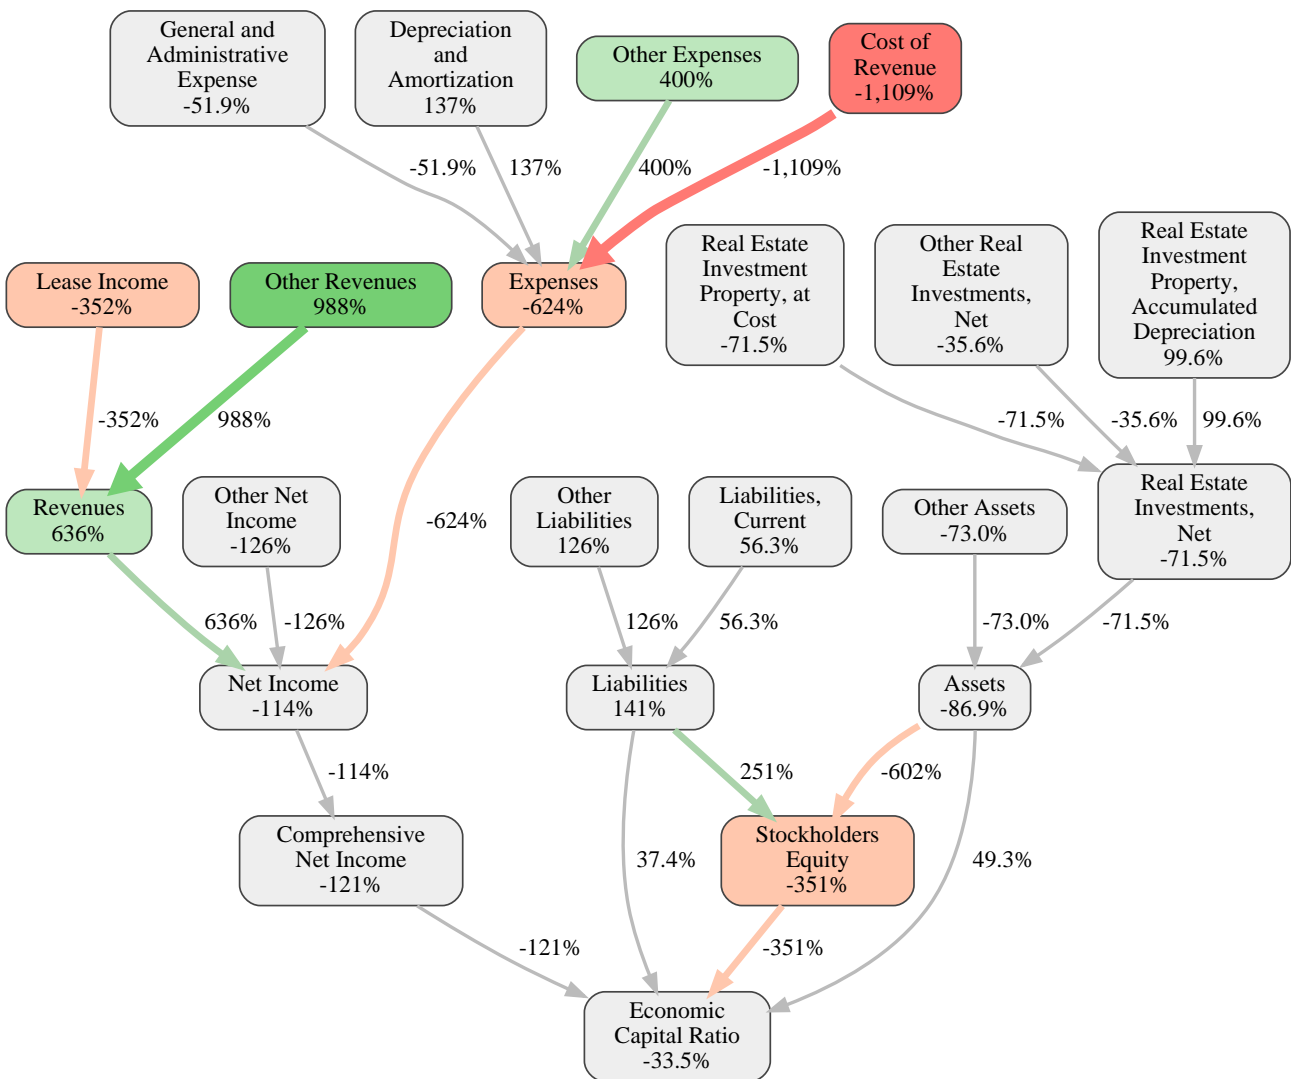 General and
Administrative
Expense
-51.9%
Depreciation
and
Amortization
137%
Other Expenses
400%
Cost of
Revenue
-1,109%
-51.9%
137%
400%
-1,109%
Lease Income
-352%
Other Revenues
988%
Expenses
-624%
Real Estate
Investment
Property, at
Cost
-71.5%
Other Real
Estate
Investments,
Net
-35.6%
Real Estate
Investment
Property,
Accumulated
Depreciation
99.6%
-352%
988%
-624%
-71.5%
-35.6%
99.6%
Revenues
636%
Other Net
Income
-126%
Other
Liabilities
126%
Liabilities,
Current
56.3%
Other Assets
-73.0%
Real Estate
Investments,
Net
-71.5%
636%
-126%
126%
56.3%
-73.0%
-71.5%
Net Income
-114%
Liabilities
141%
Assets
-86.9%
-114%
251%
-602%
Comprehensive
Net Income
-121%
37.4%
Stockholders
Equity
-351%
49.3%
-121%
-351%
Economic
Capital Ratio
-33.5%